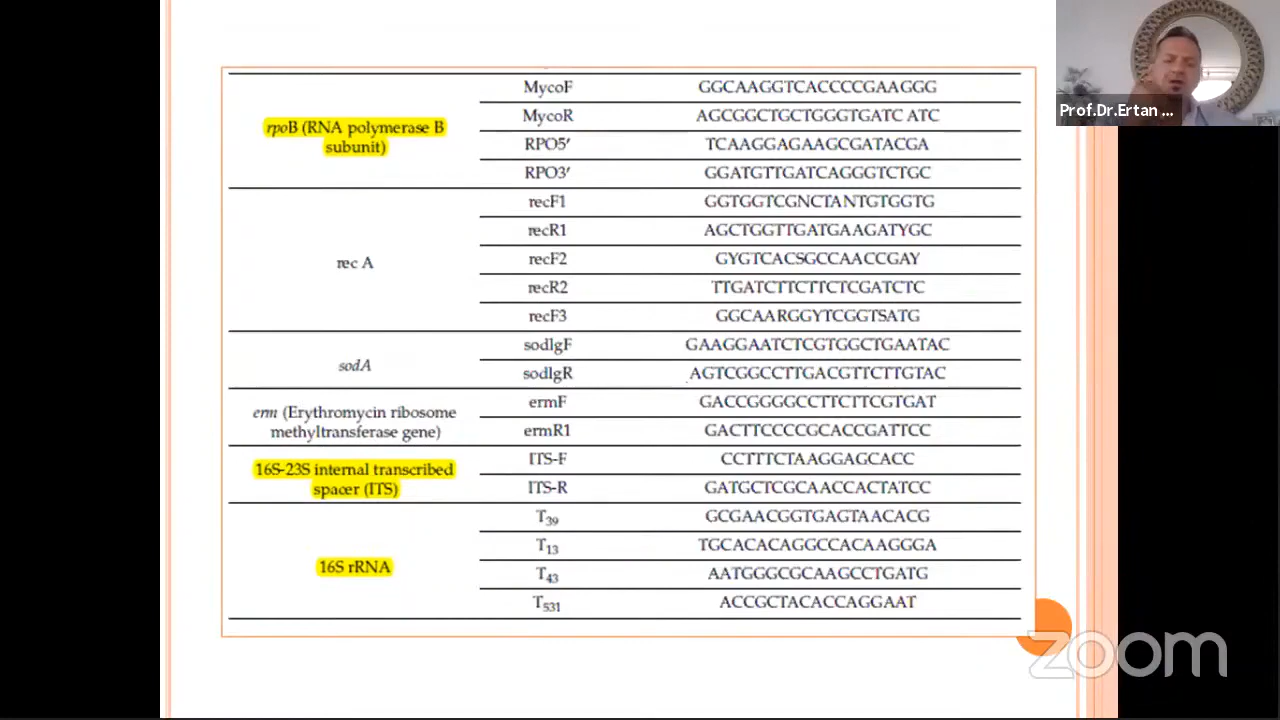 Prof.Dr.Ertan ...
MycoF GGCAAGGTCACCCCGAAGGG
MycoR AGCGGCTGCTGGGTGATC ATC
rpoB (RNA polymerase B
subunit)
RPO5′ TCAAGGAGAAGCGATACGA
RPO3′ GGATGTTGATCAGGGTCTGC
recF1 GGTGGTCGNCTANTGTGGTG
recR1 AGCTGGTTGATGAAGATYGC
rec A
recF2 GYGTCACSGCCAACCGAY
recR2 TTGATCTTCTTCTCGATCTC
recF3 GGCAARGGYTCGGTSATG
sodA
sodlgF GAAGGAATCTCGTGGCTGAATAC
sodlgR AGTCGGCCTTGACGTTCTTGTAC
erm (Erythromycin ribosome
methyltransferase gene)
ermF GACCGGGGCCTTCTTCGTGAT
ermR1 GACTTCCCCGCACCGATTCC
16S-23S internal transcribed
spacer (ITS)
ITS-F CCTTTCTAAGGAGCACC
ITS-R GATGCTCGCAACCACTATCC
16S rRNA
T39 GCGAACGGTGAGTAACACG
T13 TGCACACAGGCCACAAGGGA
T43 AATGGGCGCAAGCCTGATG
T531 ACCGCTACACCAGGAAT
zoom